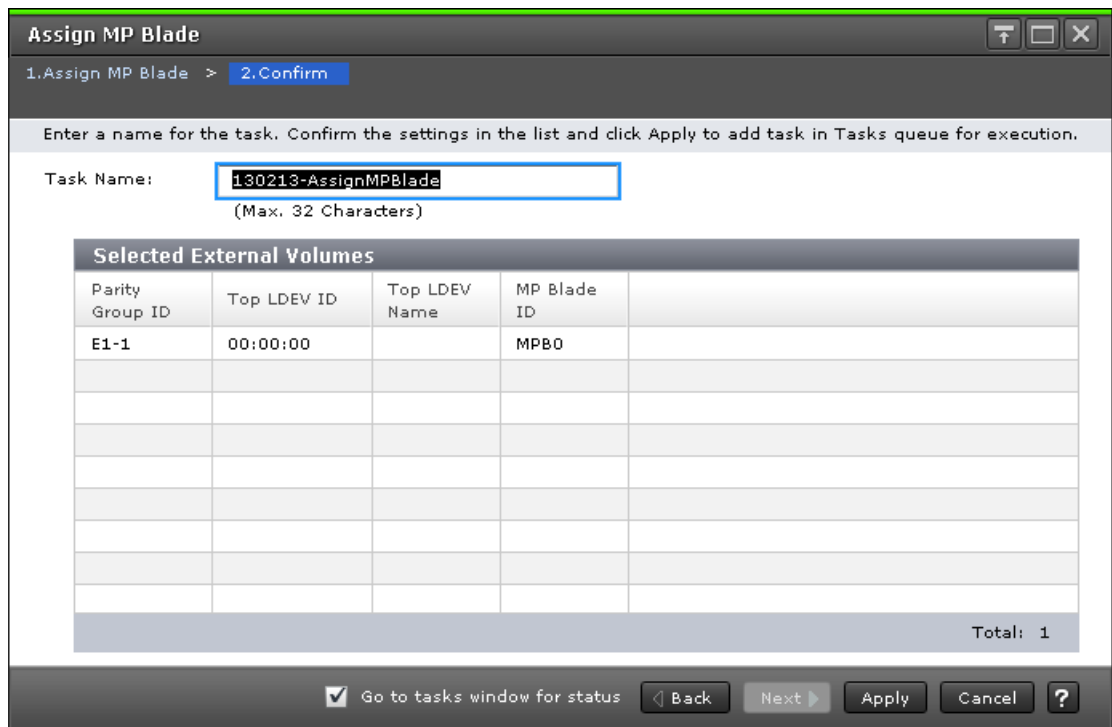 Assign MP Blade
1.Assign MP Blade > 2.Confirm
Enter a name for the task. Confirm the settings in the list and click Apply to add task in Tasks queue for execution.
Task Name: 130213-AssignMPBlade
(Max. 32 Characters)
Selected External Volumes
Parity Group ID Top LDEV ID Top LDEV Name MP Blade ID
E1-1 00:00:00 MPB0
Total: 1
Go to tasks window for status Back Next Apply Cancel ?